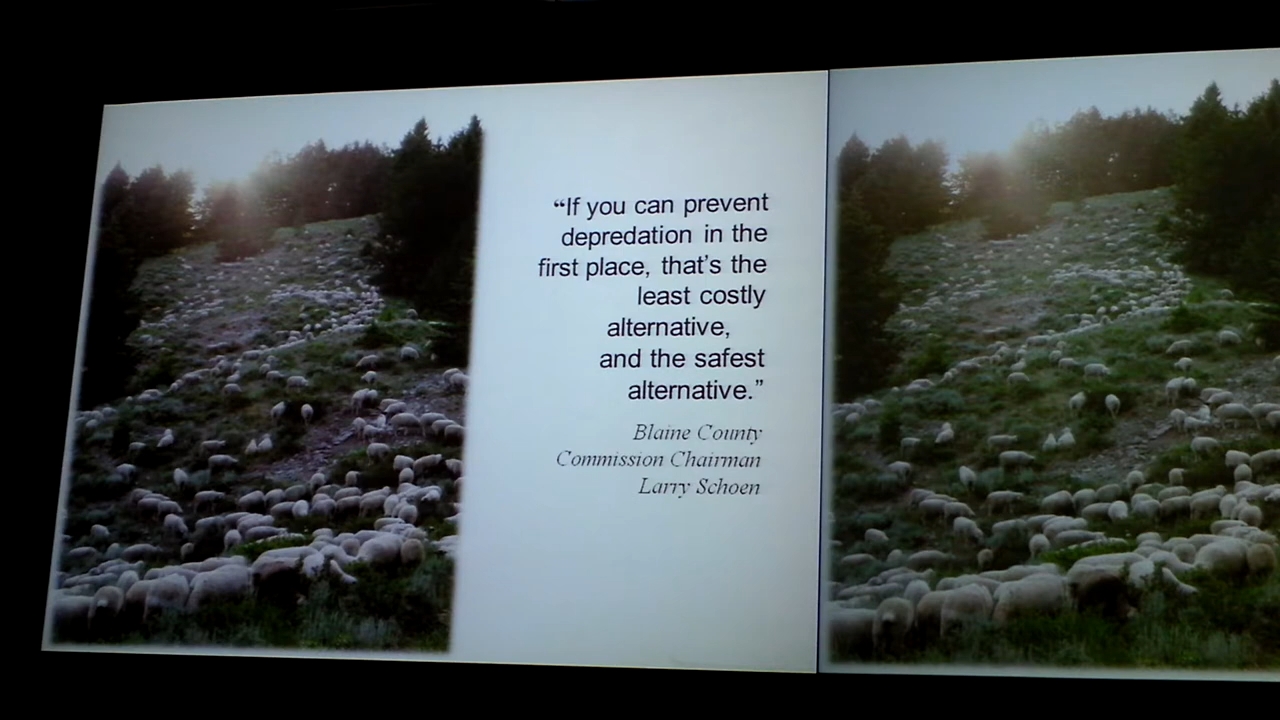 “If you can prevent
depredation in the
first place, that’s the
least costly
alternative,
and the safest
alternative.”
Blaine County
Commission Chairman
Larry Schoen